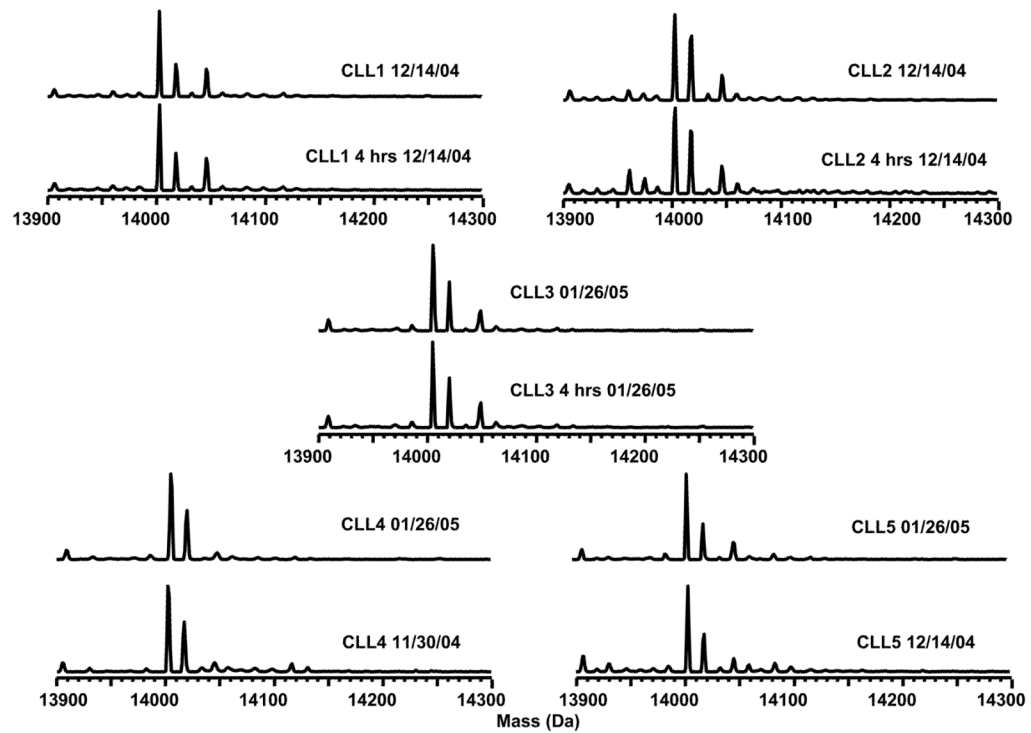 CLL1 12/14/04
CLL1 4 hrs 12/14/04
13900 14000 14100 14200 14300
CLL2 12/14/04
CLL2 4 hrs 12/14/04
13900 14000 14100 14200 14300
CLL3 01/26/05
CLL3 4 hrs 01/26/05
13900 14000 14100 14200 14300
CLL4 01/26/05
CLL4 11/30/04
13900 14000 14100 14200 14300
CLL5 01/26/05
CLL5 12/14/04
13900 14000 14100 14200 14300
Mass (Da)